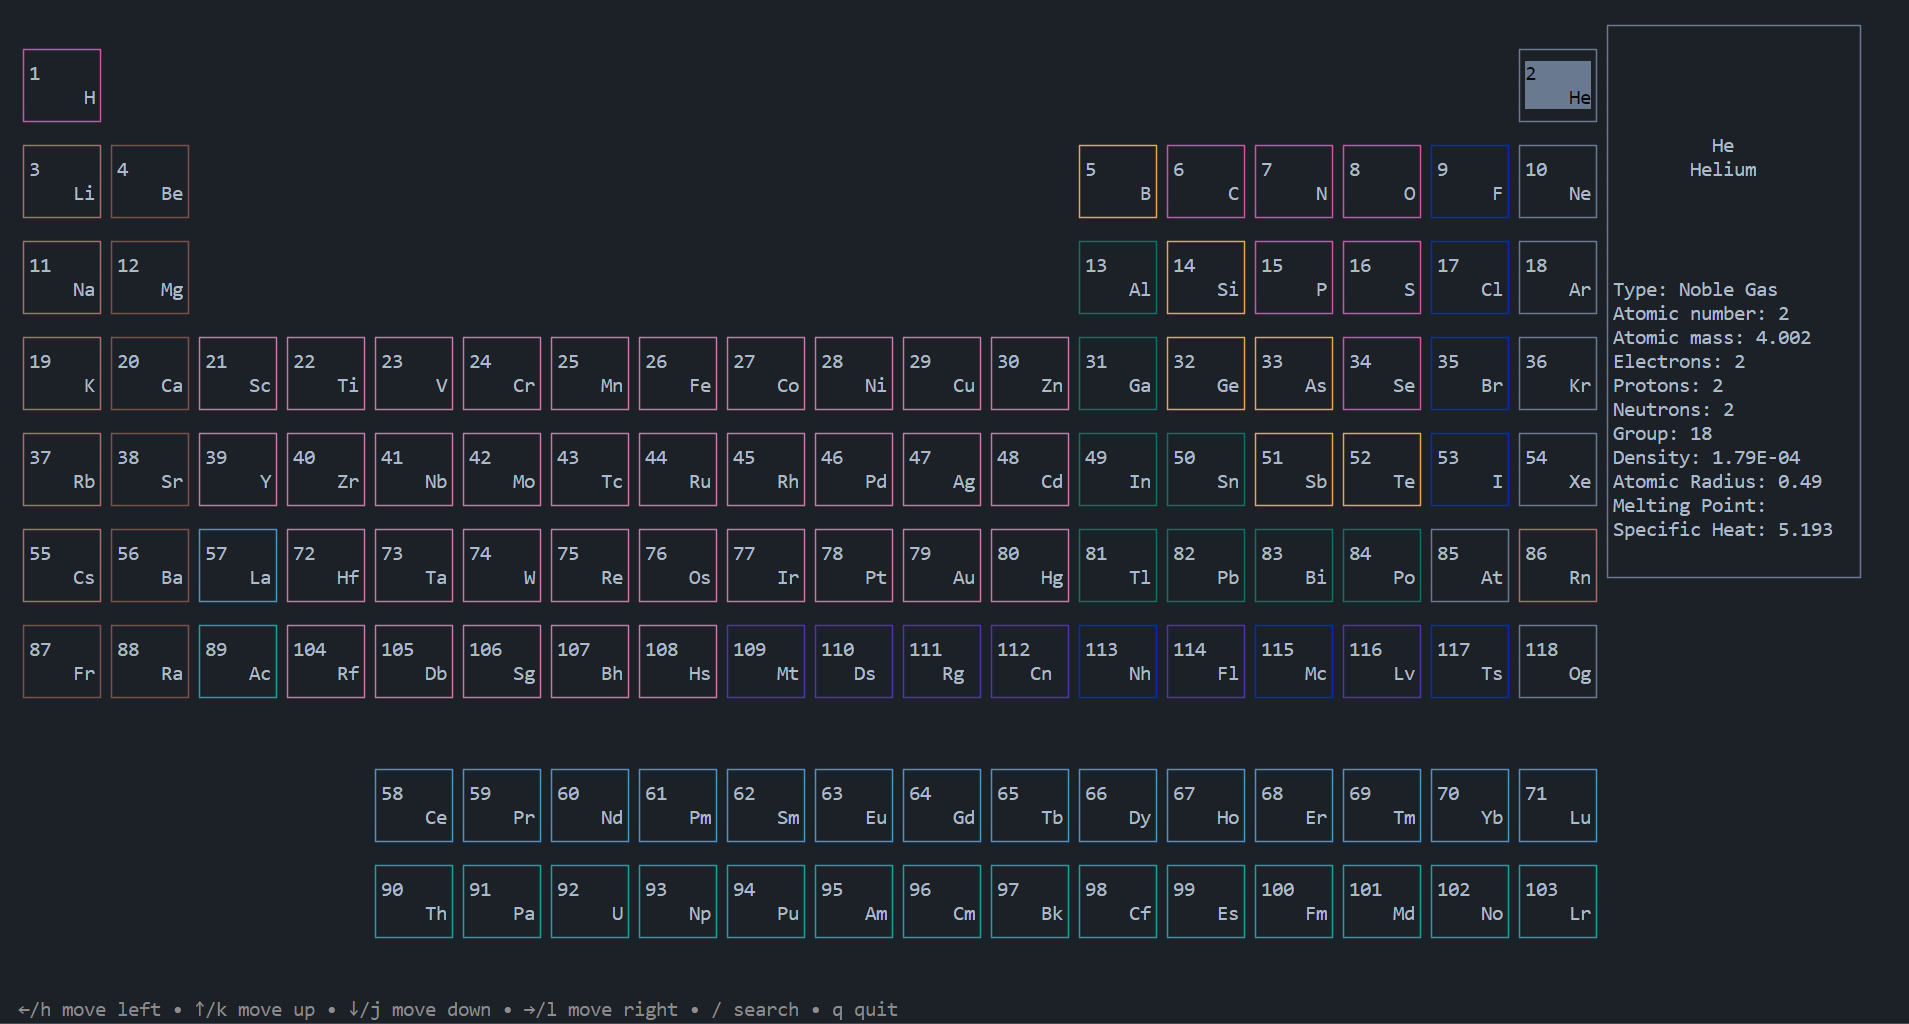 1
H
2
He
3
Li
4
Be
5
B
6
C
7
N
8
O
9
F
10
Ne
11
Na
12
Mg
13
Al
14
Si
15
P
16
S
17
Cl
18
Ar
19
K
20
Ca
21
Sc
22
Ti
23
V
24
Cr
25
Mn
26
Fe
27
Co
28
Ni
29
Cu
30
Zn
31
Ga
32
Ge
33
As
34
Se
35
Br
36
Kr
37
Rb
38
Sr
39
Y
40
Zr
41
Nb
42
Mo
43
Tc
44
Ru
45
Rh
46
Pd
47
Ag
48
Cd
49
In
50
Sn
51
Sb
52
Te
53
I
54
Xe
55
Cs
56
Ba
57
La
72
Hf
73
Ta
74
W
75
Re
76
Os
77
Ir
78
Pt
79
Au
80
Hg
81
Tl
82
Pb
83
Bi
84
Po
85
At
86
Rn
87
Fr
88
Ra
89
Ac
104
Rf
105
Db
106
Sg
107
Bh
108
Hs
109
Mt
110
Ds
111
Rg
112
Cn
113
Nh
114
Fl
115
Mc
116
Lv
117
Ts
118
Og
58
Ce
59
Pr
60
Nd
61
Pm
62
Sm
63
Eu
64
Gd
65
Tb
66
Dy
67
Ho
68
Er
69
Tm
70
Yb
71
Lu
90
Th
91
Pa
92
U
93
Np
94
Pu
95
Am
96
Cm
97
Bk
98
Cf
99
Es
100
Fm
101
Md
102
No
103
Lr
He
Helium
Type: Noble Gas
Atomic number: 2
Atomic mass: 4.002
Electrons: 2
Protons: 2
Neutrons: 2
Group: 18
Density: 1.79E-04
Atomic Radius: 0.49
Melting Point:
Specific Heat: 5.193
←/h move left • ↑/k move up • ↓/j move down • →/l move right • / search • q quit